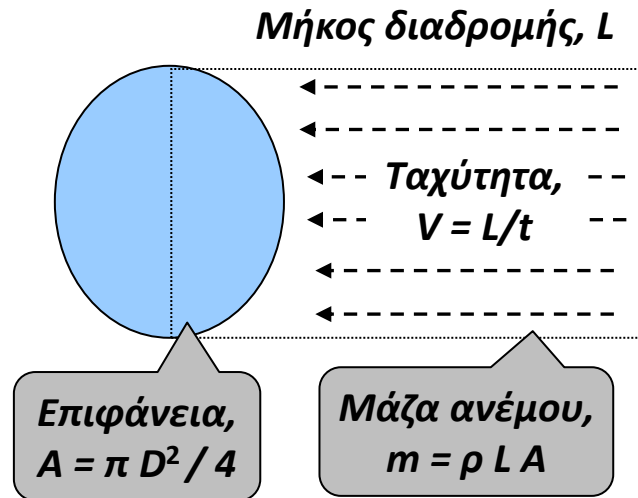 Μήκος διαδρομής, L
Ταχύτητα,
V = L/t
Επιφάνεια,
A = π D² / 4
Μάζα ανέμου,
m = ρ L A